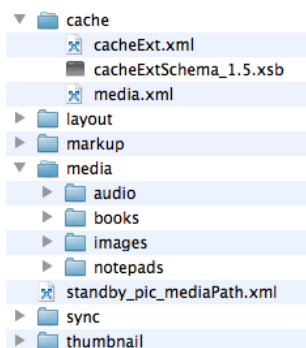 cache
cacheExt.xml
cacheExtSchema_1.5.xsb
media.xml
layout
markup
media
audio
books
images
notepads
standby_pic_mediaPath.xml
sync
thumbnail